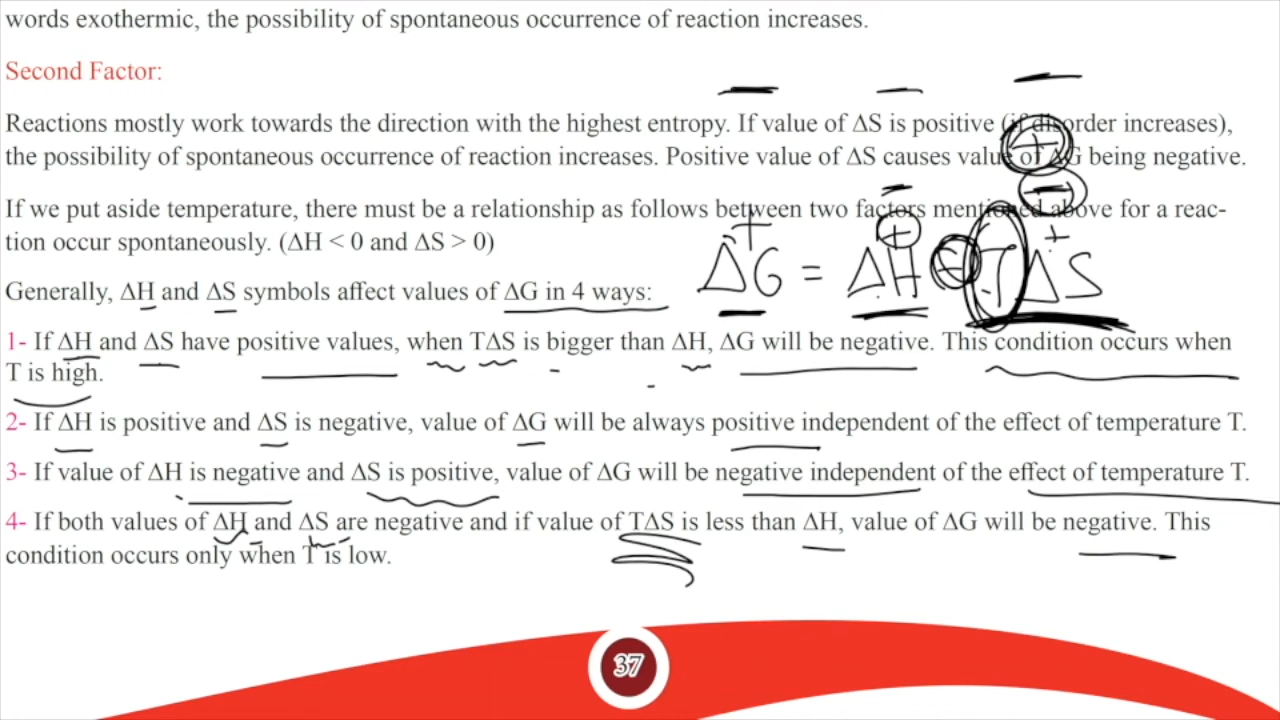 words exothermic, the possibility of spontaneous occurrence of reaction increases.
Second Factor:
Reactions mostly work towards the direction with the highest entropy. If value of ΔS is positive (if disorder increases),
the possibility of spontaneous occurrence of reaction increases. Positive value of ΔS causes value of ΔG being negative.
If we put aside temperature, there must be a relationship as follows between two factors mentioned above for a reac-
tion occur spontaneously. (ΔH < 0 and ΔS > 0)
ΔG = ΔH - TΔS
Generally, ΔH and ΔS symbols affect values of ΔG in 4 ways:
1- If ΔH and ΔS have positive values, when TΔS is bigger than ΔH, ΔG will be negative. This condition occurs when
T is high.
2- If ΔH is positive and ΔS is negative, value of ΔG will be always positive independent of the effect of temperature T.
3- If value of ΔH is negative and ΔS is positive, value of ΔG will be negative independent of the effect of temperature T.
4- If both values of ΔH and ΔS are negative and if value of TΔS is less than ΔH, value of ΔG will be negative. This
condition occurs only when T is low.
37